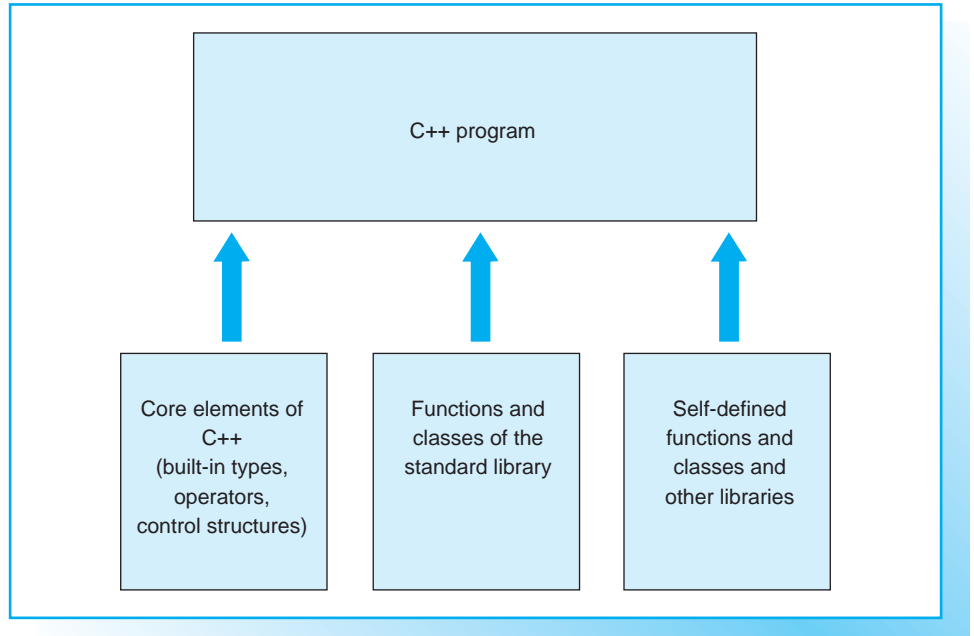 C++ program
Core elements of
C++
(built-in types,
operators,
control structures)
Functions and
classes of the
standard library
Self-defined
functions and
classes and
other libraries